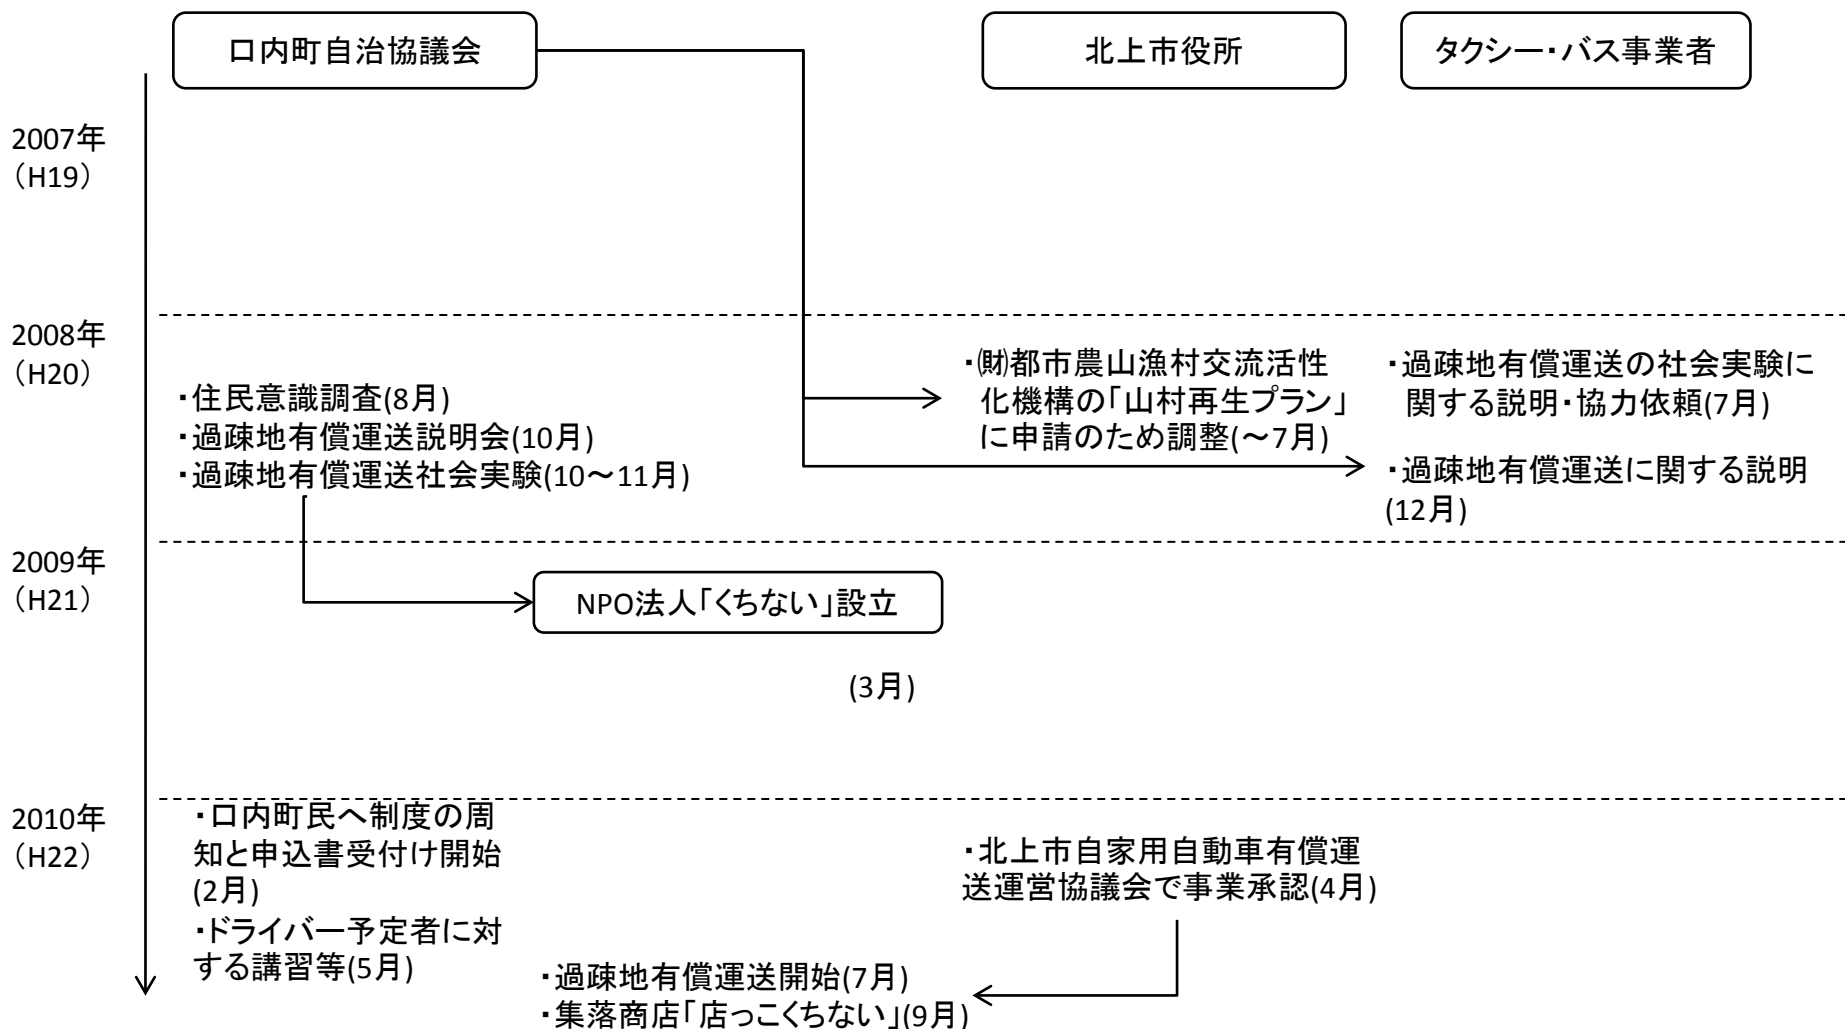 口内町自治協議会
北上市役所
タクシー・バス事業者
2007年
(H19)
2008年
(H20)
・住民意識調査(8月)
・過疎地有償運送説明会(10月)
・過疎地有償運送社会実験(10〜11月)
・㈶都市農山漁村交流活性
化機構の「山村再生プラン」
に申請のため調整(〜7月)
・過疎地有償運送の社会実験に
関する説明・協力依頼(7月)
・過疎地有償運送に関する説明
(12月)
2009年
(H21)
NPO法人「くちない」設立
(3月)
2010年
(H22)
・口内町民へ制度の周
知と申込書受付け開始
(2月)
・ドライバー予定者に対
する講習等(5月)
・北上市自家用自動車有償運
送運営協議会で事業承認(4月)
・過疎地有償運送開始(7月)
・集落商店「店っこくちない」(9月)